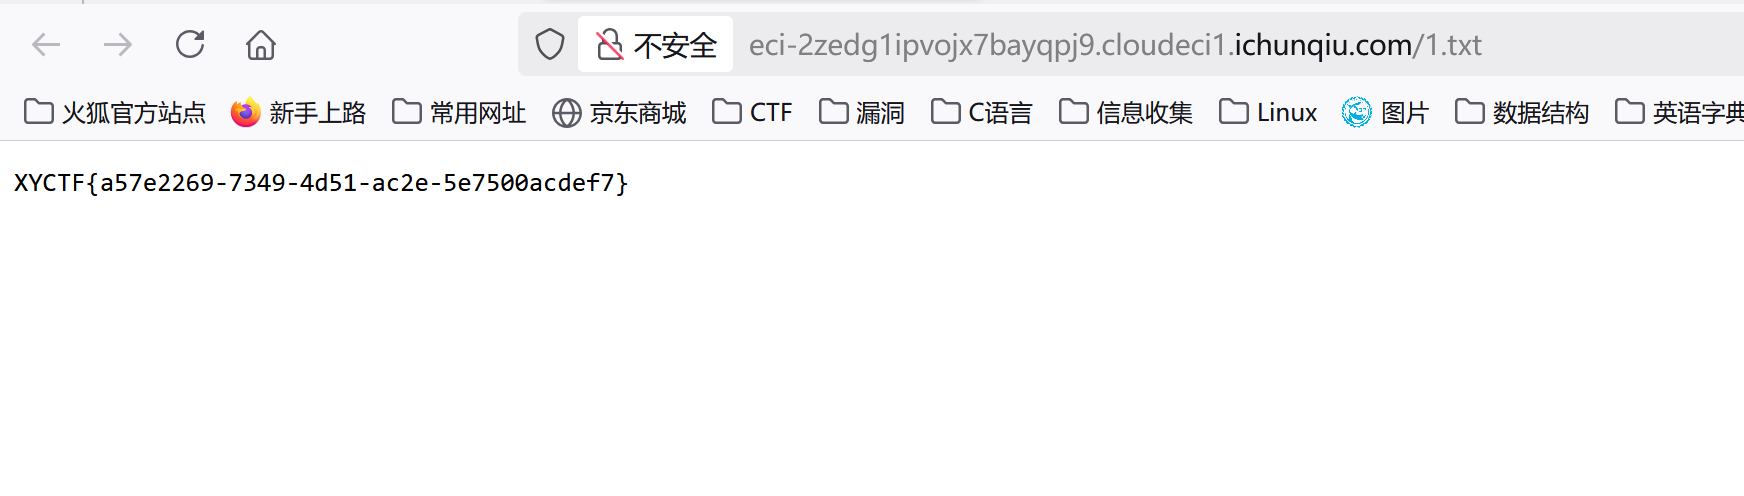 不安全 eci-2zedg1ipvojx7bayqpj9.cloudeci1.ichunqiu.com/1.txt
火狐官方站点 新手上路 常用网址 京东商城 CTF 漏洞 C语言 信息收集 Linux 图片 数据结构 英语字典
XYCTF{a57e2269-7349-4d51-ac2e-5e7500acdef7}